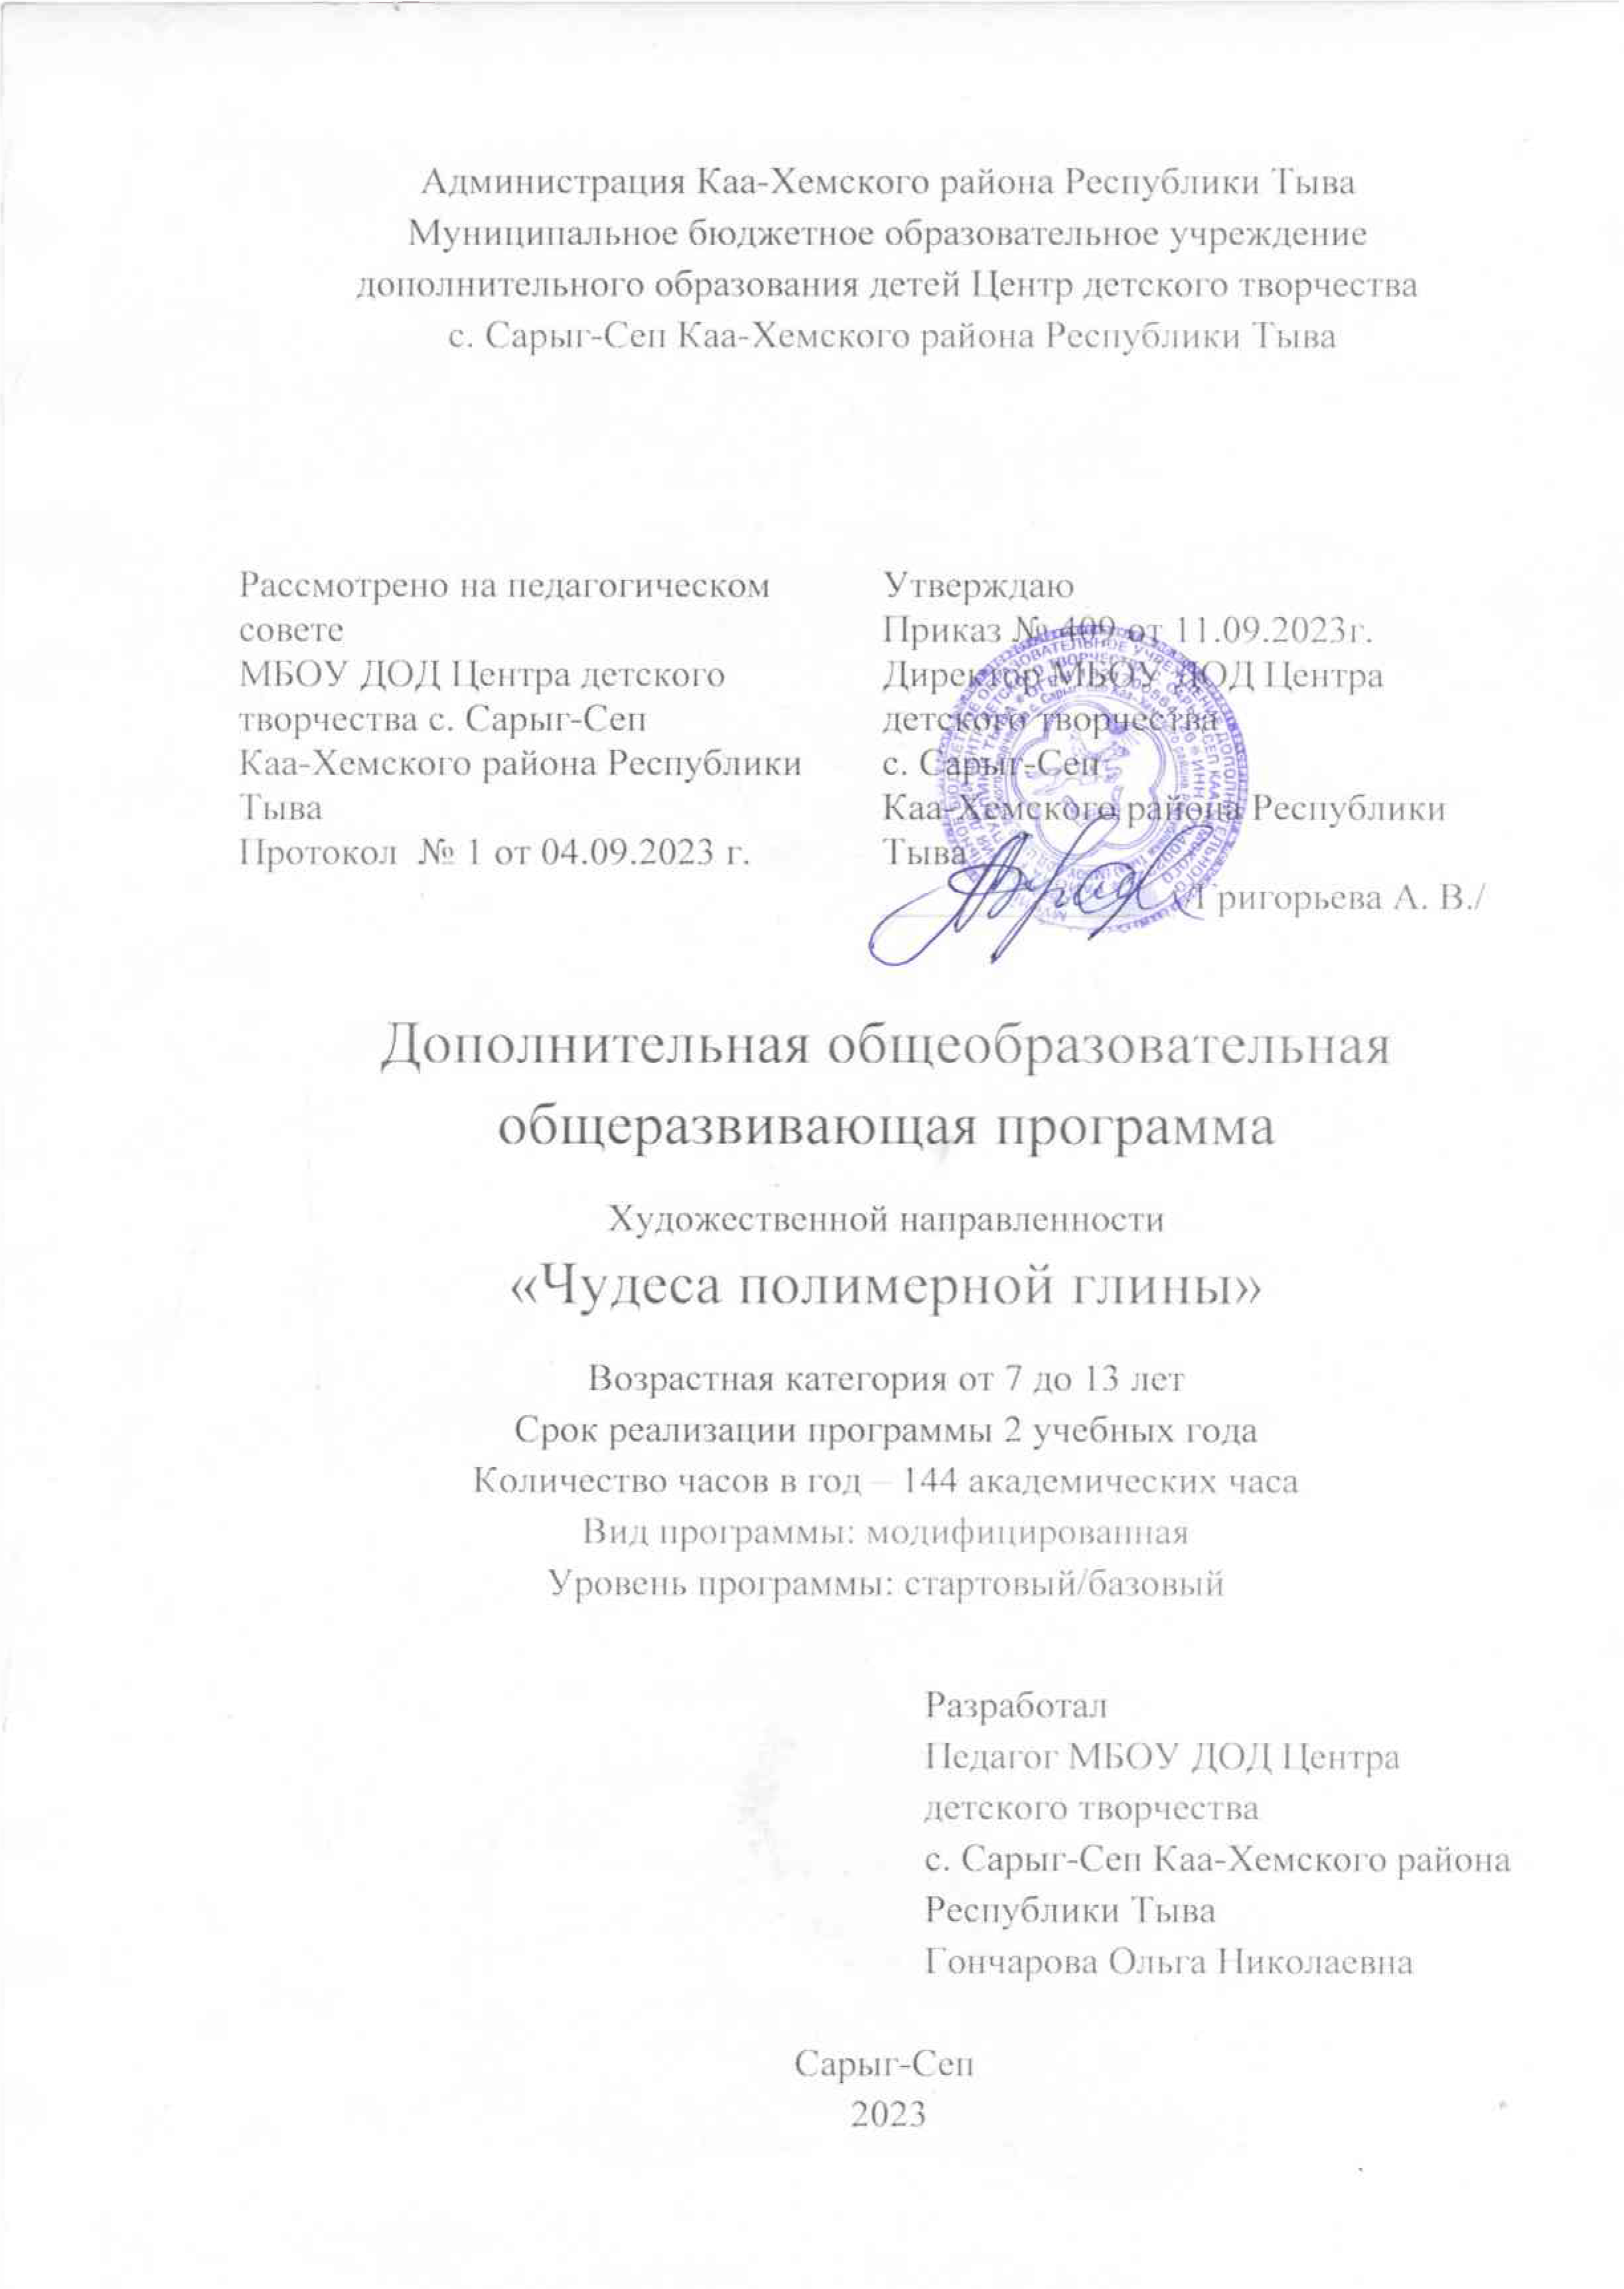 Администрация Каа-Хемского района Республики Тыва
Муниципальное бюджетное образовательное учреждение
дополнительного образования детей Центр детского творчества
с. Сарыг-Сеп Каа-Хемского района Республики Тыва
Рассмотрено на педагогическом
совете
МБОУ ДОД Центра детского
творчества с. Сарыг-Сеп
Каа-Хемского района Республики
Тыва
Протокол № 1 от 04.09.2023 г.
Утверждаю
Приказ № 409 от 11.09.2023г.
Директор МБОУ ДОД Центра
детского творчества
с. Сарыг-Сеп
Каа-Хемского района Республики
Тыва
/Григорьева А. В./
Дополнительная общеобразовательная
общеразвивающая программа
Художественной направленности
«Чудеса полимерной глины»
Возрастная категория от 7 до 13 лет
Срок реализации программы 2 учебных года
Количество часов в год – 144 академических часа
Вид программы: модифицированная
Уровень программы: стартовый/базовый
Разработал
Педагог МБОУ ДОД Центра
детского творчества
с. Сарыг-Сеп Каа-Хемского района
Республики Тыва
Гончарова Ольга Николаевна
Сарыг-Сеп
2023